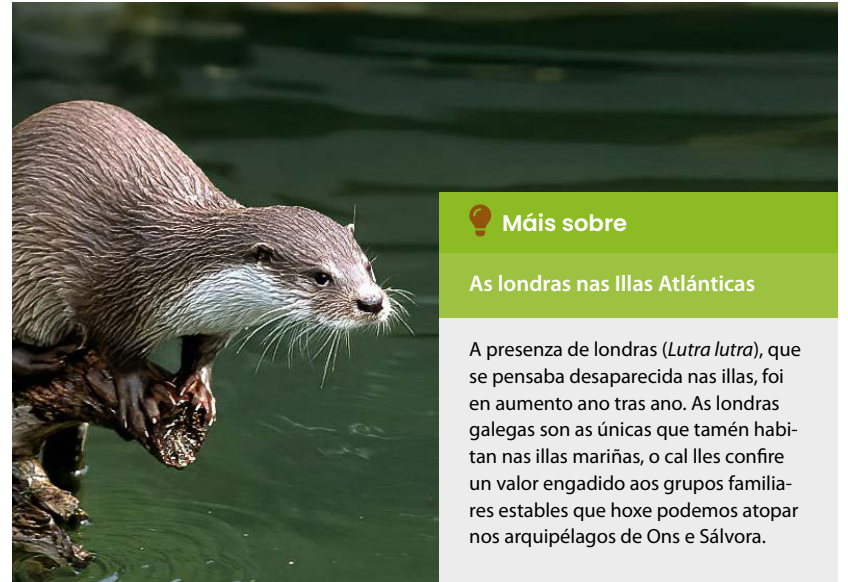 Máis sobre
As londras nas Illas Atlánticas
A presenza de londras (Lutra lutra), que
se pensaba desaparecida nas illas, foi
en aumento ano tras ano. As londras
galegas son as únicas que tamén habi-
tan nas illas mariñas, o cal lles confire
un valor engadido aos grupos familia-
res estables que hoxe podemos atopar
nos arquipélagos de Ons e Sálvora.